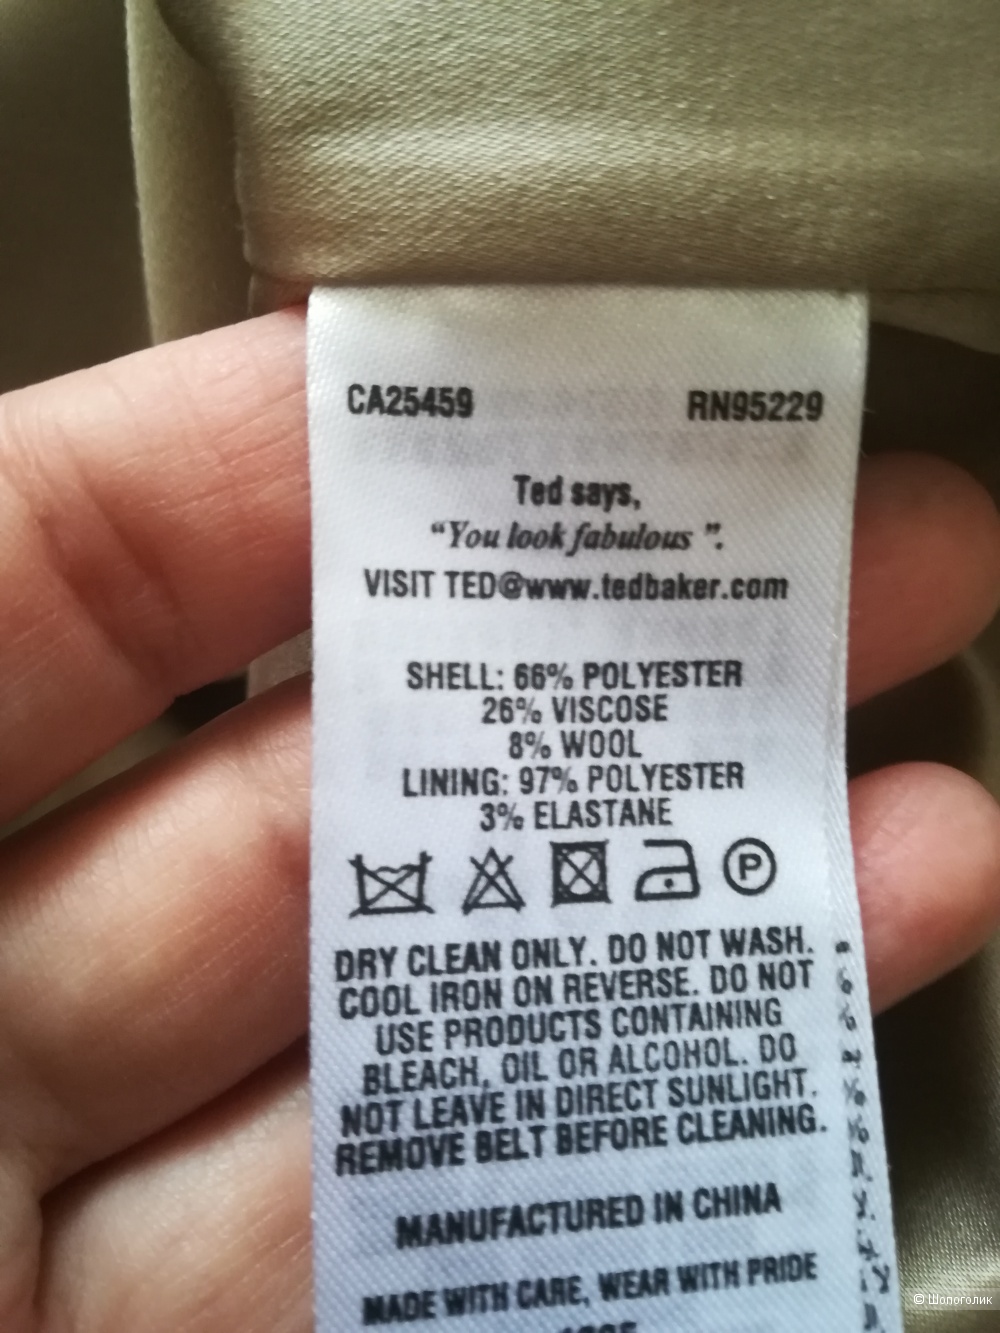 CA25459 RN95229
Ted says,
“You look fabulous ”.
VISIT TED@www.tedbaker.com
SHELL: 66% POLYESTER
26% VISCOSE
8% WOOL
LINING: 97% POLYESTER
3% ELASTANE
P
DRY CLEAN ONLY. DO NOT WASH.
COOL IRON ON REVERSE. DO NOT
USE PRODUCTS CONTAINING
BLEACH, OIL OR ALCOHOL. DO
NOT LEAVE IN DIRECT SUNLIGHT.
REMOVE BELT BEFORE CLEANING.
MANUFACTURED IN CHINA
MADE WITH CARE, WEAR WITH PRIDE
© Шопоголик